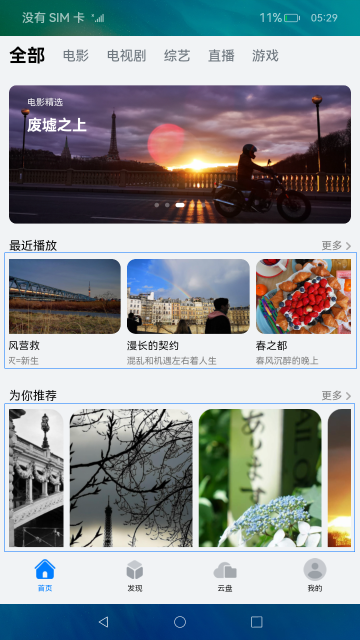 没有 SIM 卡 11% 05:29
全部 电影 电视剧 综艺 直播 游戏
电影精选
废墟之上
最近播放 更多
风营救 漫长的契约 春之都
灭=新生 混乱和机遇左右着人生 春风沉醉的晚上
为你推荐 更多
あります
首页 发现 云盘 我的